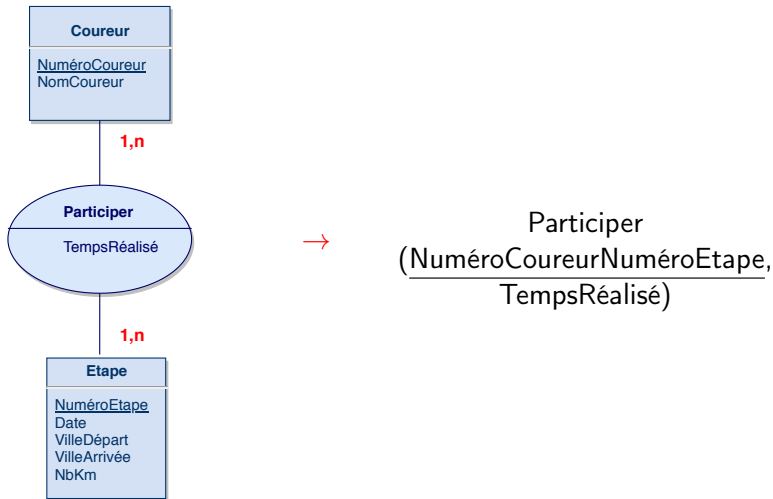 Coureur
NuméroCoureur
NomCoureur
1,n
Participer
TempsRéalisé
1,n
Etape
NuméroEtape
Date
VilleDépart
VilleArrivée
NbKm
→
Participer
(NuméroCoureurNuméroEtape,
TempsRéalisé)